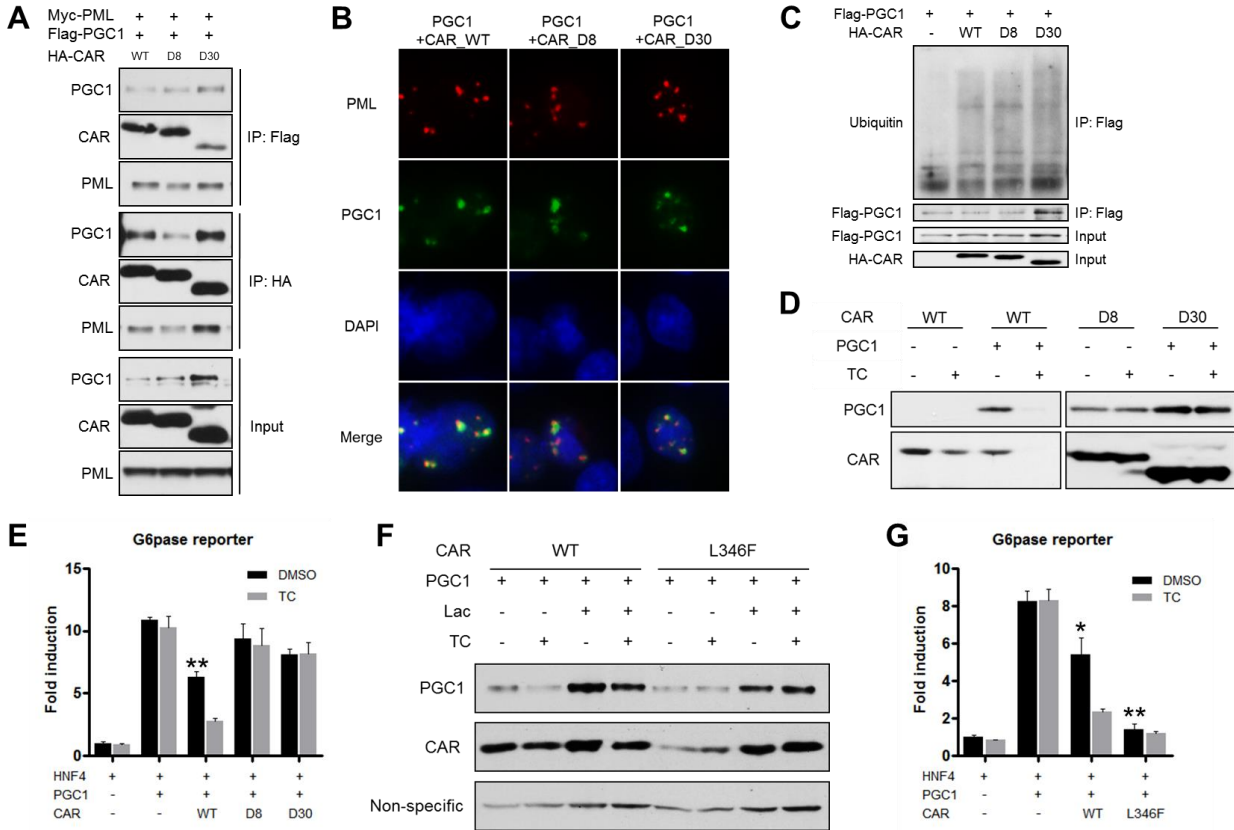 A
Myc-PML + + +
Flag-PGC1 + + +
HA-CAR WT D8 D30
PGC1
CAR
PML
IP: Flag
PGC1
CAR
PML
IP: HA
PGC1
CAR
PML
Input
B
PGC1 PGC1 PGC1
+CAR_WT +CAR_D8 +CAR_D30
PML
PGC1
DAPI
Merge
C
Flag-PGC1 + + + +
HA-CAR - WT D8 D30
Ubiquitin IP: Flag
Flag-PGC1 IP: Flag
Flag-PGC1 Input
HA-CAR Input
D
CAR WT WT D8 D30
PGC1 - - + + - - + +
TC - + - + - + - +
PGC1
CAR
E
G6pase reporter
DMSO
TC
Fold induction
15
10
5
0
**
HNF4 + + + + +
PGC1 - + + + +
CAR - - WT D8 D30
F
CAR WT L346F
PGC1 + + + + + + + +
Lac - - + + - - + +
TC - + - + - + - +
PGC1
CAR
Non-specific
G
G6pase reporter
DMSO
TC
Fold induction
10
8
6
4
2
0
*
**
HNF4 + + + +
PGC1 - + + +
CAR - - WT L346F